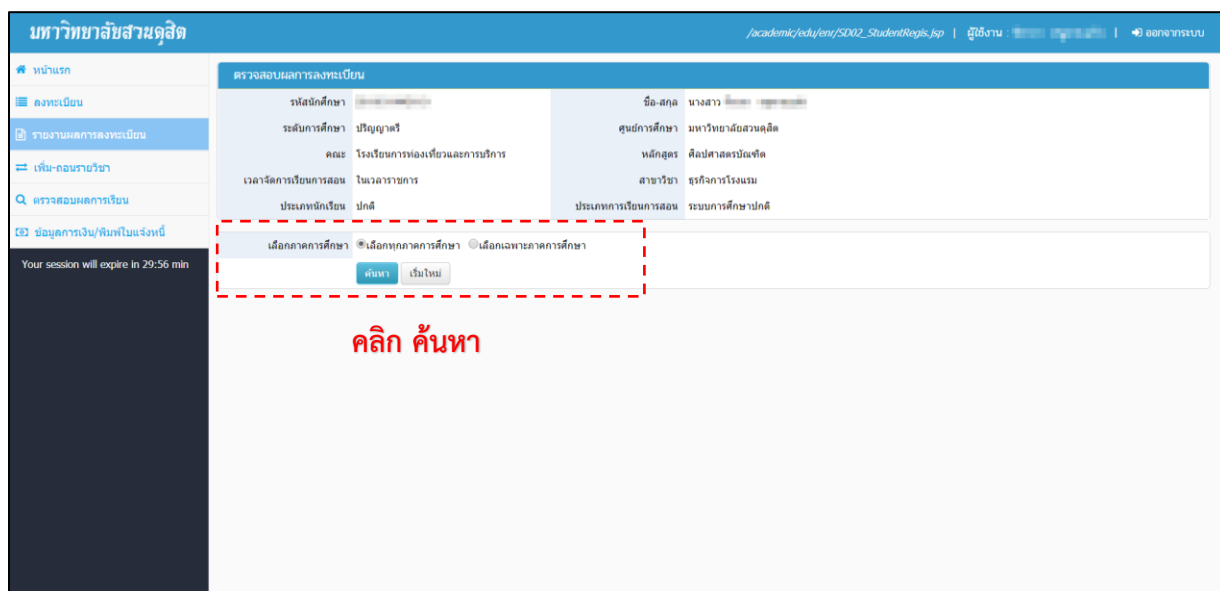 มหาวิทยาลัยสวนดุสิต
/academic/edu/enr/SD02_StudentRegis.jsp | ผู้ใช้งาน : | ออกจากระบบ
หน้าแรก
ลงทะเบียน
รายงานผลการลงทะเบียน
เพิ่ม-ถอนรายวิชา
ตรวจสอบผลการเรียน
ข้อมูลการเงิน/พิมพ์ใบแจ้งหนี้
Your session will expire in 29:56 min
ตรวจสอบผลการลงทะเบียน
รหัสนักศึกษา ชื่อ-สกุล นางสาว
ระดับการศึกษา ปริญญาตรี ศูนย์การศึกษา มหาวิทยาลัยสวนดุสิต
คณะ โรงเรียนการท่องเที่ยวและการบริการ หลักสูตร ศิลปศาสตรบัณฑิต
เวลาจัดการเรียนการสอน ในเวลาราชการ สาขาวิชา ธุรกิจการโรงแรม
ประเภทนักเรียน ปกติ ประเภทการเรียนการสอน ระบบการศึกษาปกติ
เลือกภาคการศึกษา เลือกทุกภาคการศึกษา เลือกเฉพาะภาคการศึกษา
ค้นหา เริ่มใหม่
คลิก ค้นหา